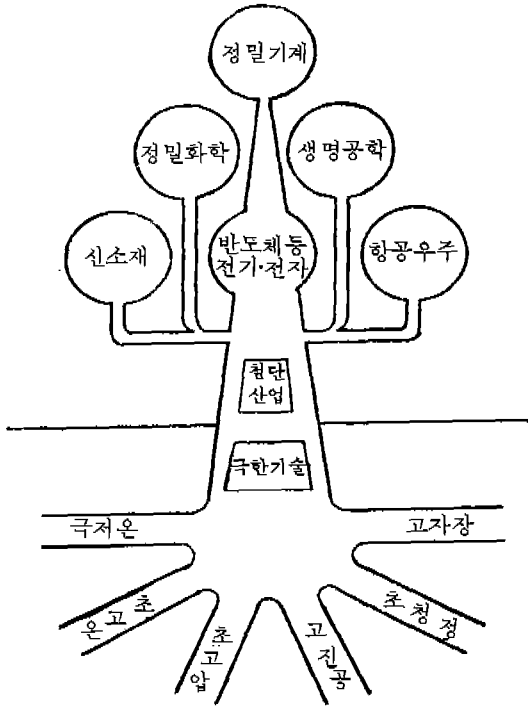 정밀기계
정밀화학
생명공학
신소재
반도체등
전기·전자
항공우주
첨단
산업
극한기술
극저온
고자장
초고온
초고압
고진공
초청정